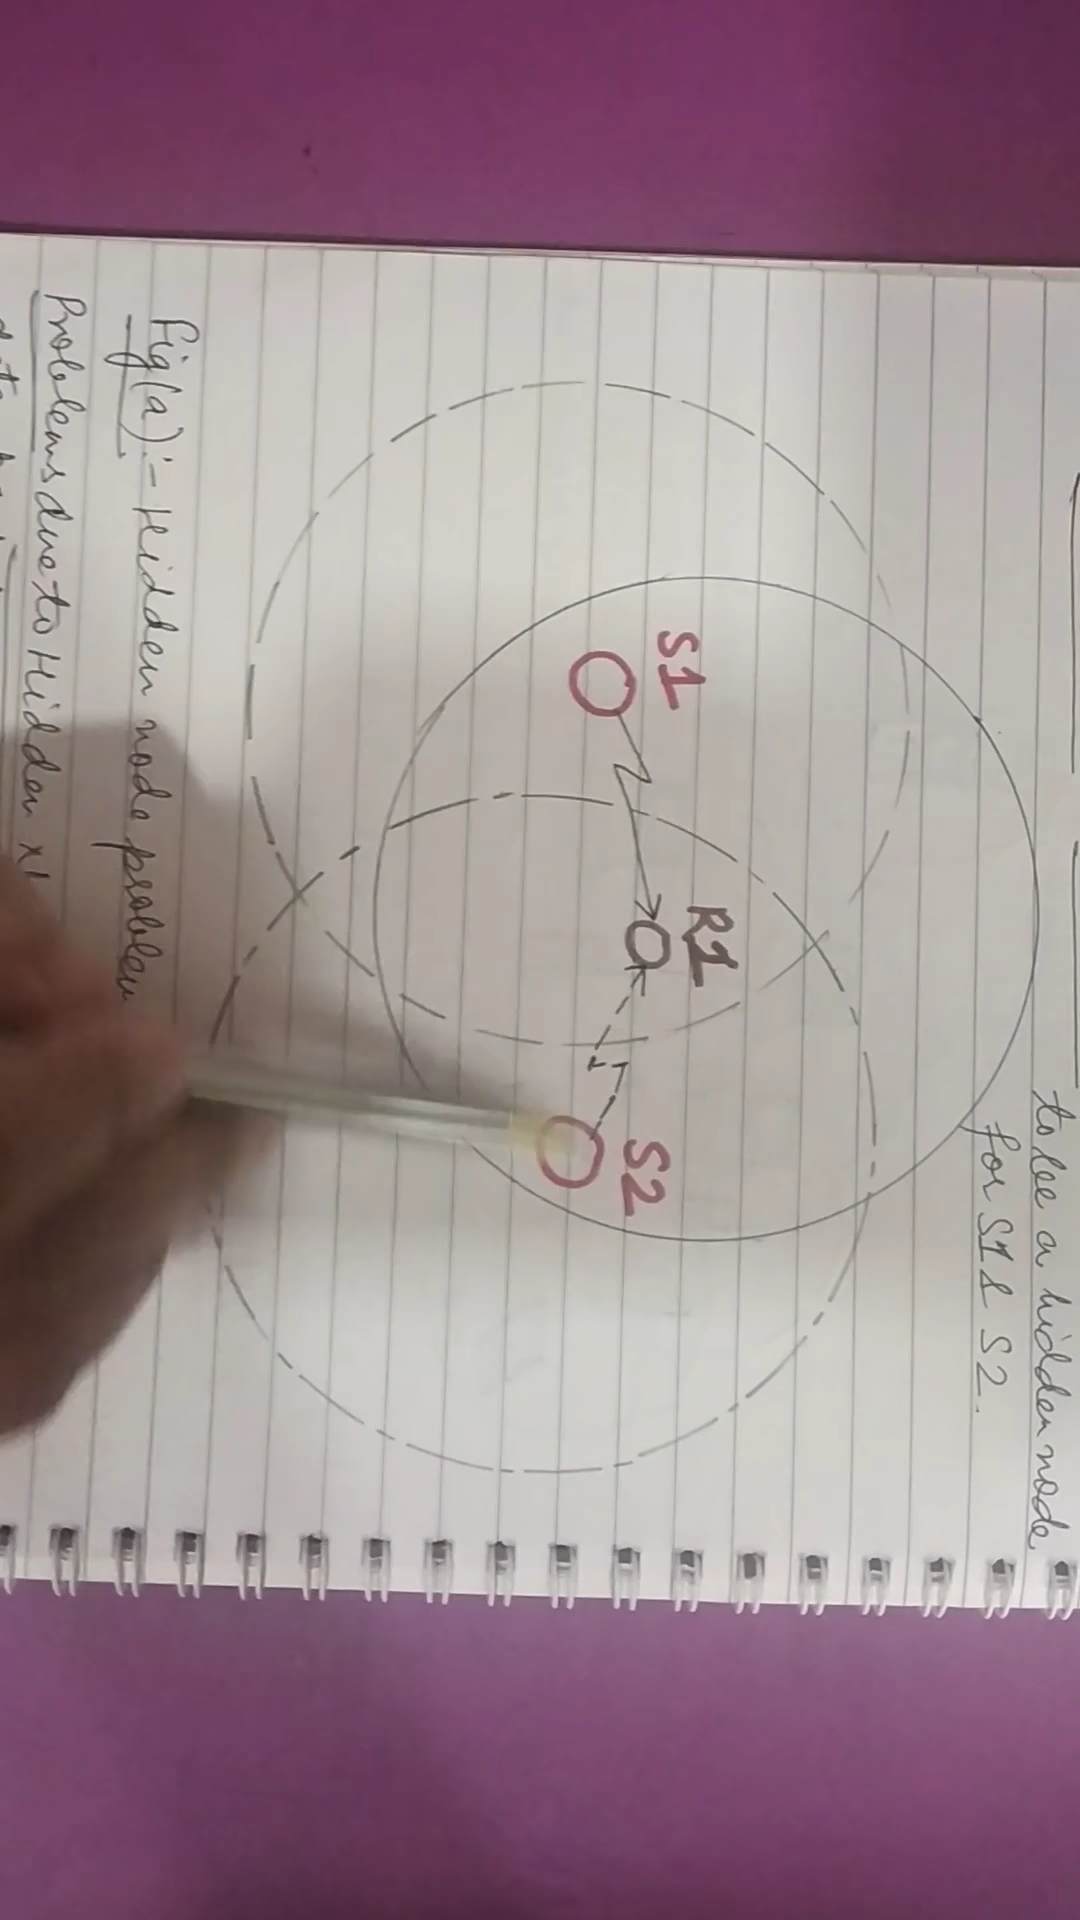 to be a hidden node
for S1 & S2.
S1
R1
S2
Fig(a):- Hidden node problem
Problems due to Hidden